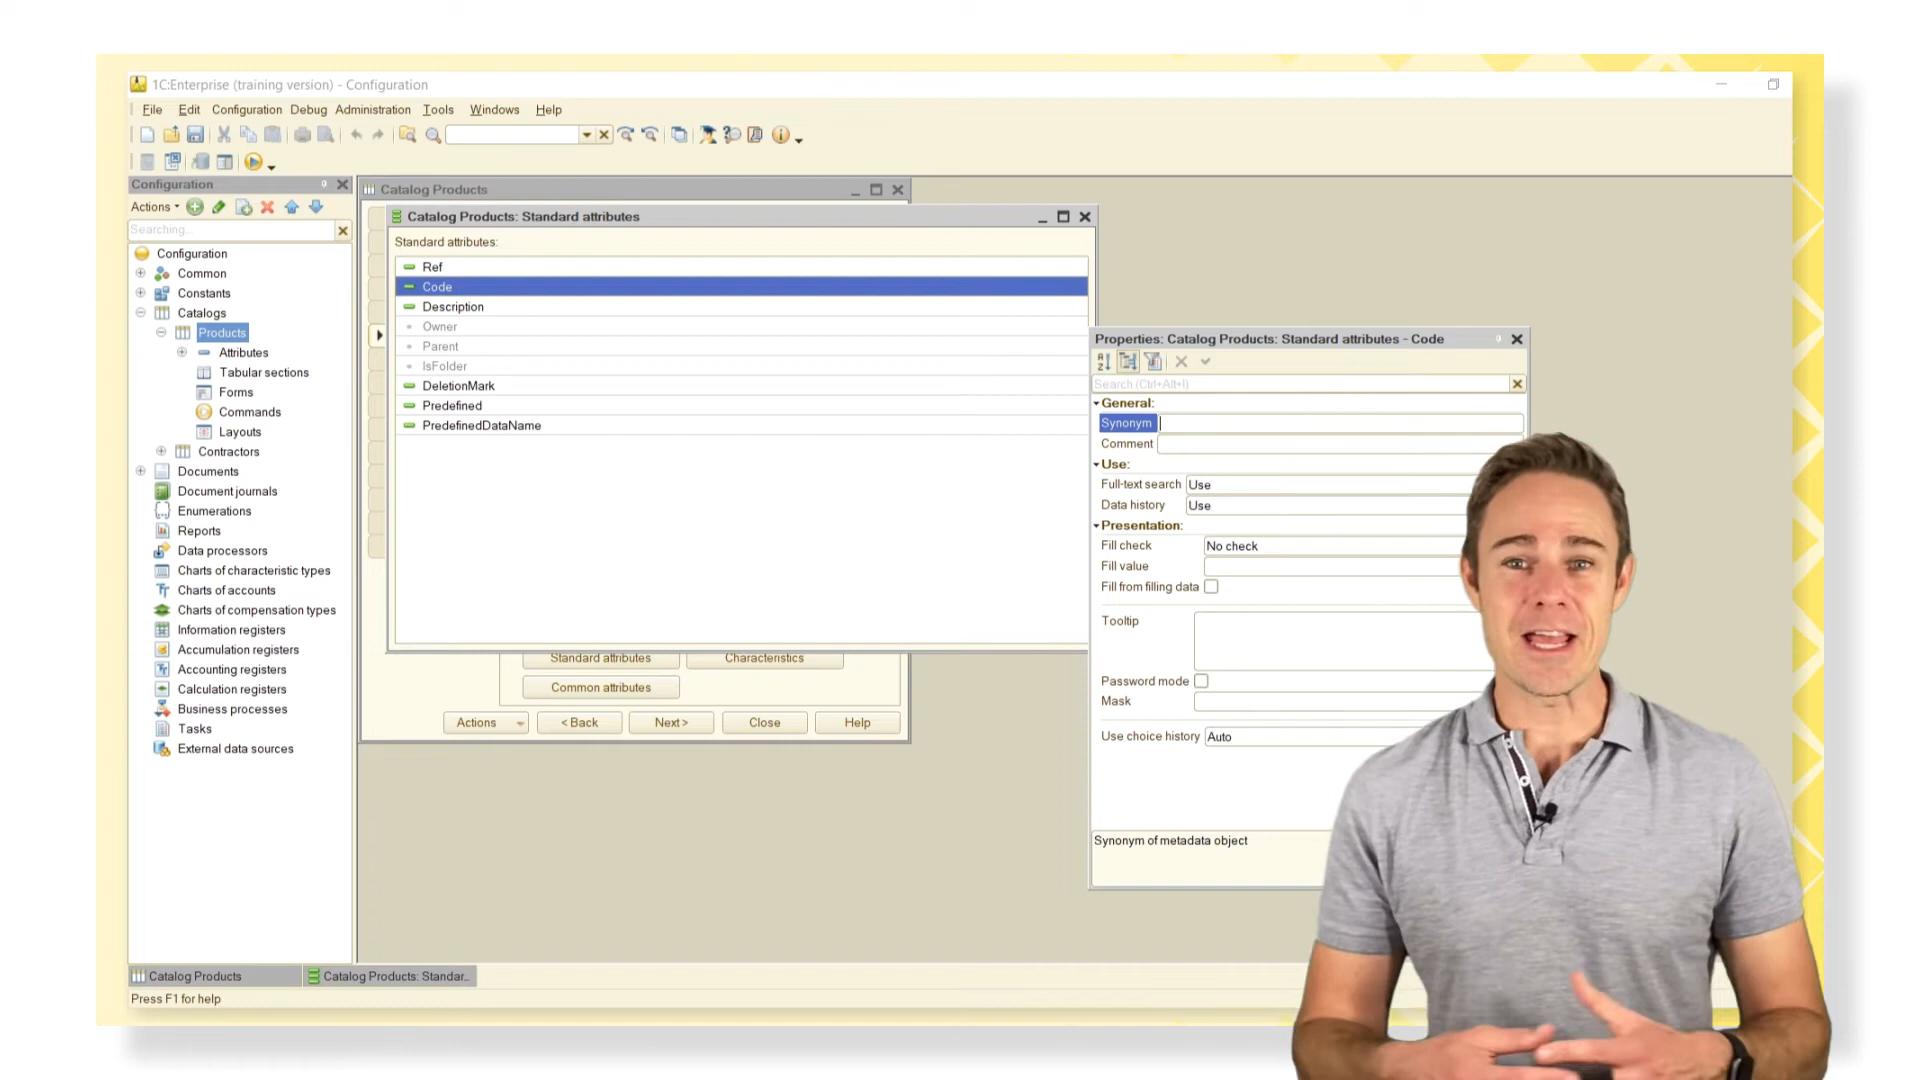 1C:Enterprise (training version) - Configuration
File Edit Configuration Debug Administration Tools Windows Help
Configuration
Actions
Searching...
Configuration
Common
Constants
Catalogs
Products
Attributes
Tabular sections
Forms
Commands
Layouts
Contractors
Documents
Document journals
Enumerations
Reports
Data processors
Charts of characteristic types
Charts of accounts
Charts of compensation types
Information registers
Accumulation registers
Accounting registers
Calculation registers
Business processes
Tasks
External data sources
Catalog Products
Catalog Products: Standard attributes
Standard attributes:
Ref
Code
Description
Owner
Parent
IsFolder
DeletionMark
Predefined
PredefinedDataName
Standard attributes Characteristics
Common attributes
Actions < Back Next > Close Help
Properties: Catalog Products: Standard attributes - Code
Search (Ctrl+Alt+I)
General:
Synonym
Comment
Use:
Full-text search Use
Data history Use
Presentation:
Fill check No check
Fill value
Fill from filling data
Tooltip
Password mode
Mask
Use choice history Auto
Synonym of metadata object
Catalog Products Catalog Products: Standar...
Press F1 for help